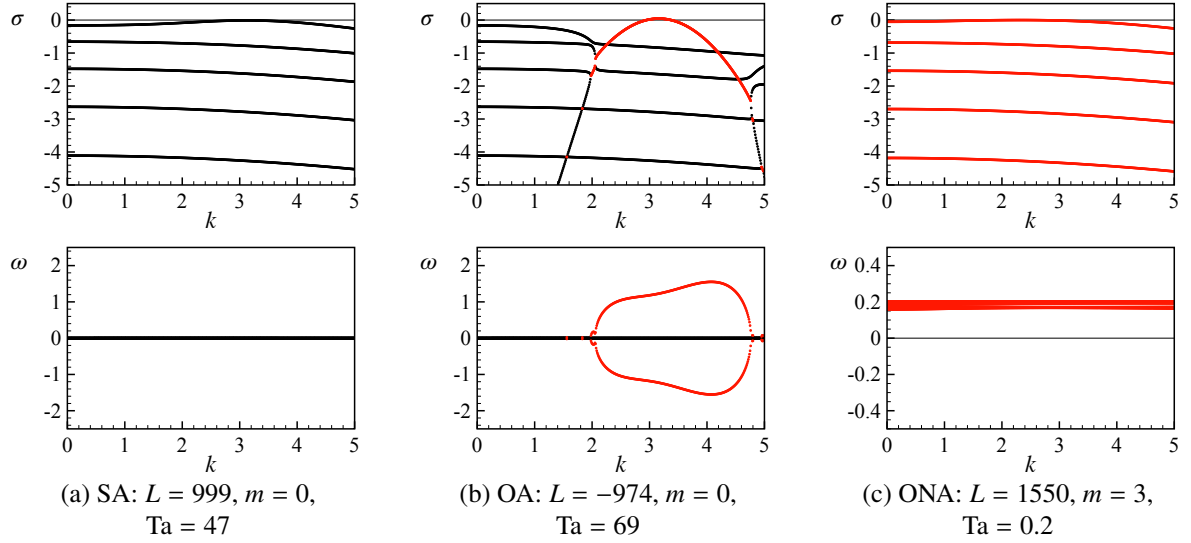 σ 0 -1 -2 -3 -4 -5
0 1 2 3 4 5
k
σ 0 -1 -2 -3 -4 -5
0 1 2 3 4 5
k
σ 0 -1 -2 -3 -4 -5
0 1 2 3 4 5
k
ω 2 1 0 -1 -2
0 1 2 3 4 5
k
ω 2 1 0 -1 -2
0 1 2 3 4 5
k
ω 0.4 0.2 0 -0.2 -0.4
0 1 2 3 4 5
k
(a) SA: L = 999, m = 0,
Ta = 47
(b) OA: L = −974, m = 0,
Ta = 69
(c) ONA: L = 1550, m = 3,
Ta = 0.2